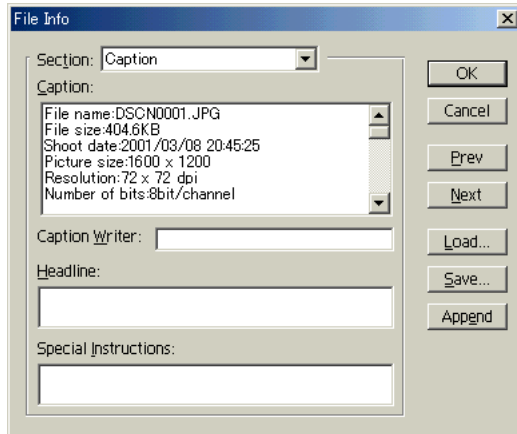 File Info
Section: Caption
Caption:
File name:DSCN0001.JPG
File size:404.6KB
Shoot date:2001/03/08 20:45:25
Picture size:1600 x 1200
Resolution:72 x 72 dpi
Number of bits:8bit/channel
Caption Writer:
Headline:
Special Instructions:
OK
Cancel
Prev
Next
Load...
Save...
Append